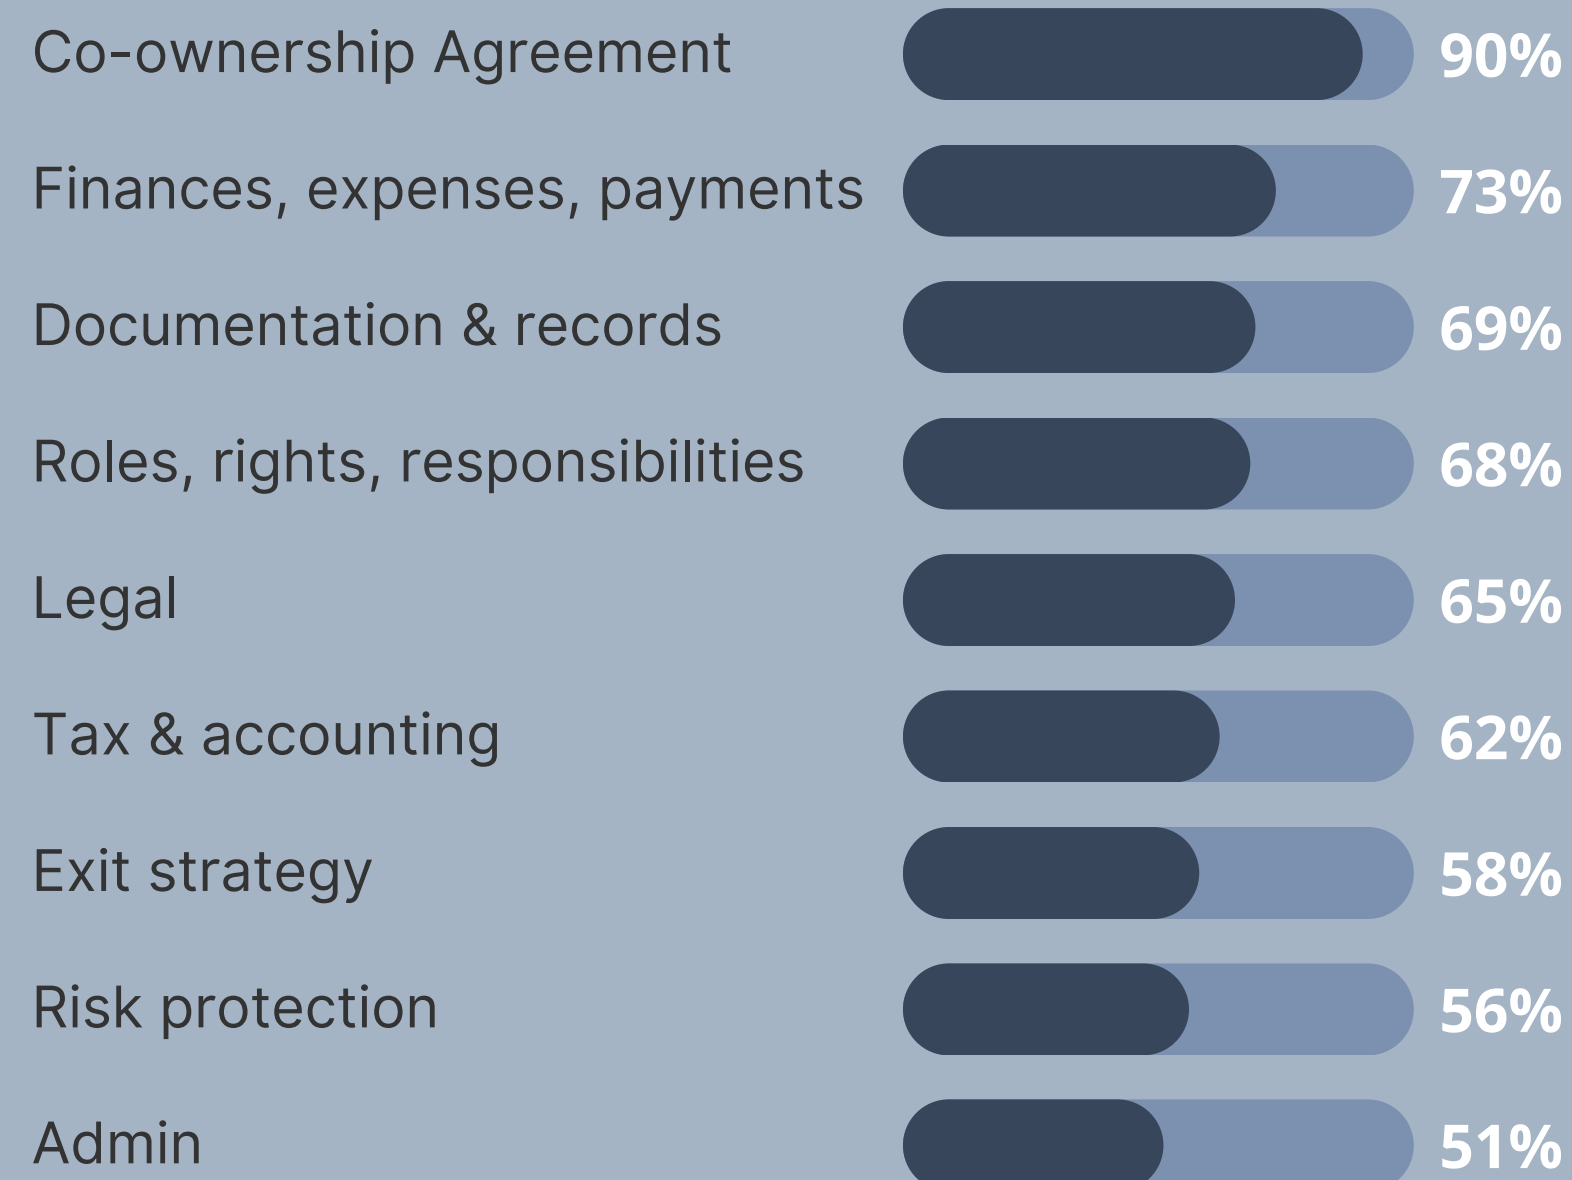 Co-ownership Agreement 90%
Finances, expenses, payments 73%
Documentation & records 69%
Roles, rights, responsibilities 68%
Legal 65%
Tax & accounting 62%
Exit strategy 58%
Risk protection 56%
Admin 51%